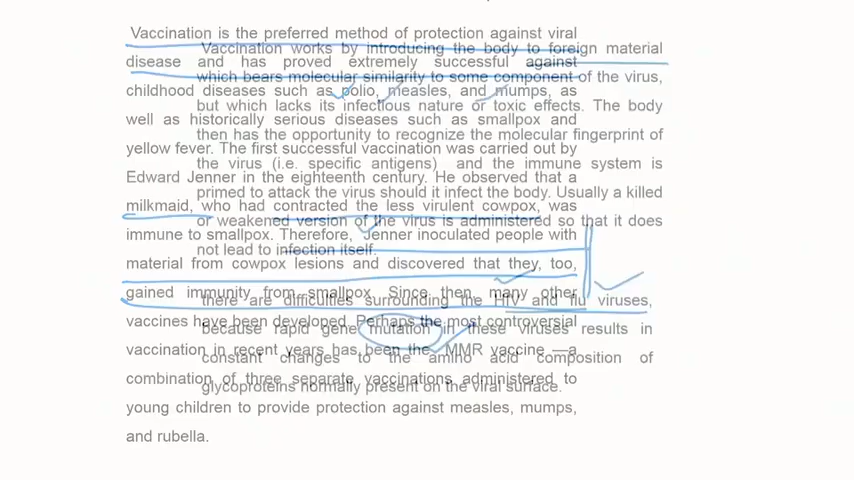 Vaccination is the preferred method of protection against viral
disease and has proved extremely successful against
childhood diseases such as polio, measles, and mumps, as
well as historically serious diseases such as smallpox and
yellow fever. The first successful vaccination was carried out by
Edward Jenner in the eighteenth century. He observed that a
milkmaid, who had contracted the less virulent cowpox, was
immune to smallpox. Therefore, Jenner inoculated people with
material from cowpox lesions and discovered that they, too,
gained immunity from smallpox. Since then, many other
vaccines have been developed. Perhaps the most controversial
vaccination in recent years has been the MMR vaccine —a
combination of three separate vaccinations administered to
young children to provide protection against measles, mumps,
and rubella.
Vaccination works by introducing the body to foreign material
which bears molecular similarity to some component of the virus,
but which lacks its infectious nature or toxic effects. The body
then has the opportunity to recognize the molecular fingerprint of
the virus (i.e. specific antigens) and the immune system is
primed to attack the virus should it infect the body. Usually a killed
or weakened version of the virus is administered so that it does
not lead to infection itself.
there are difficulties surrounding the HIV and flu viruses,
because rapid gene mutation in these viruses results in
constant changes to the amino acid composition of
glycoproteins normally present on the viral surface.